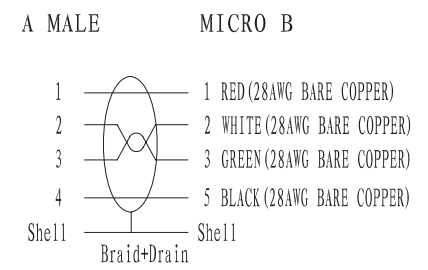 A MALE MICRO B
1 1 RED(28AWG BARE COPPER)
2 2 WHITE(28AWG BARE COPPER)
3 3 GREEN(28AWG BARE COPPER)
4 5 BLACK(28AWG BARE COPPER)
Shell Shell
Braid+Drain